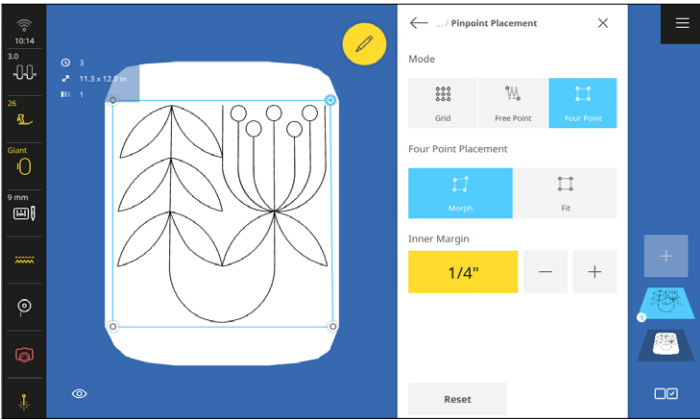 10:14
3.0
26
Giant
9 mm
3
11.3 x 12.0 in
1
... / Pinpoint Placement
Mode
Grid
Free Point
Four Point
Four Point Placement
Morph
Fit
Inner Margin
1/4"
Reset